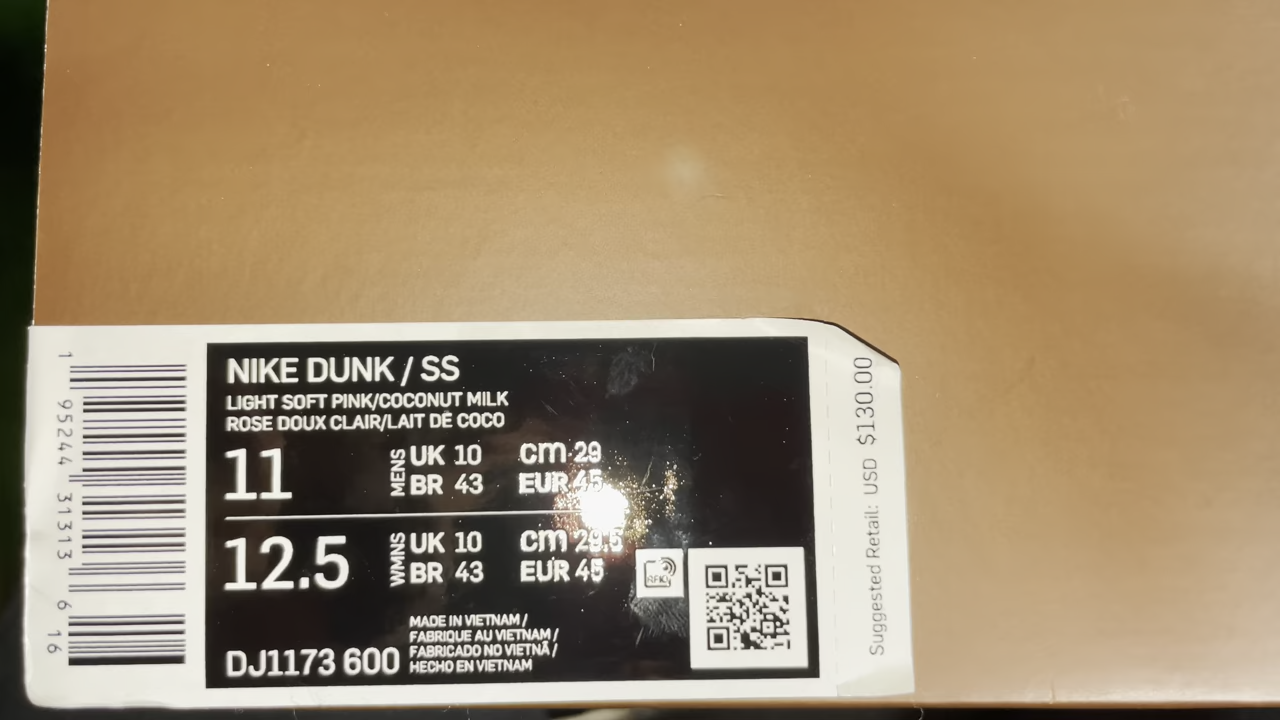 NIKE DUNK / SS
LIGHT SOFT PINK/COCONUT MILK
ROSE DOUX CLAIR/LAIT DE COCO
11 MENS UK 10 cm 29
BR 43 EUR 45
12.5 WMNS UK 10 cm 29.5
BR 43 EUR 45
MADE IN VIETNAM /
FABRIQUE AU VIETNAM /
FABRICADO NO VIETNÃ /
HECHO EN VIETNAM
DJ1173 600
1 95244 31313 6 16
RFID
Suggested Retail: USD $130.00